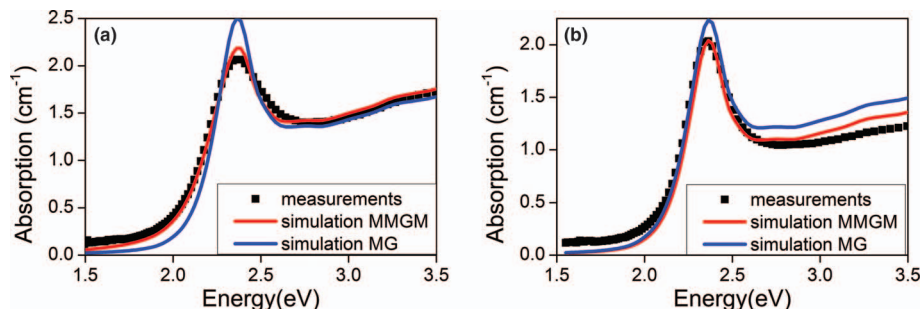 (a)
Absorption (cm⁻¹)
2.5
2.0
1.5
1.0
0.5
0.0
measurements
simulation MMGM
simulation MG
1.5 2.0 2.5 3.0 3.5
Energy(eV)
(b)
Absorption (cm⁻¹)
2.0
1.5
1.0
0.5
0.0
measurements
simulation MMGM
simulation MG
1.5 2.0 2.5 3.0 3.5
Energy(eV)